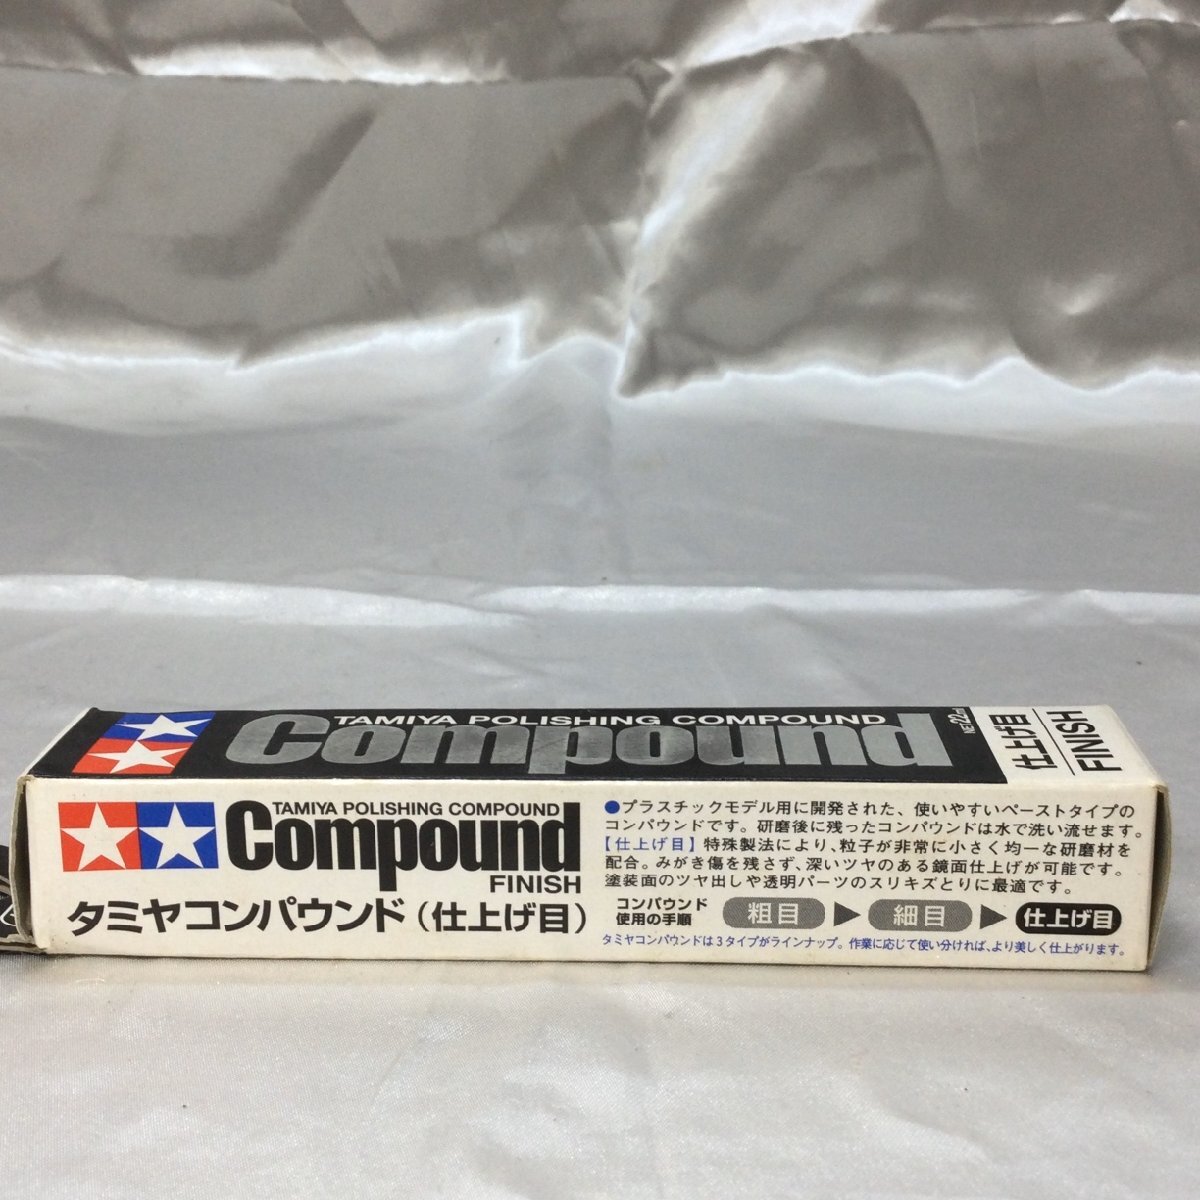 TAMIYA POLISHING COMPOUND
Compound
NET 22ml
仕上げ目
FINISH
TAMIYA POLISHING COMPOUND
Compound
FINISH
タミヤコンパウンド(仕上げ目)
●プラスチックモデル用に開発された、使いやすいペーストタイプの
コンパウンドです。研磨後に残ったコンパウンドは水で洗い流せます。
【仕上げ目】特殊製法により、粒子が非常に小さく均一な研磨材を
配合。みがき傷を残さず、深いツヤのある鏡面仕上げが可能です。
塗装面のツヤ出しや透明パーツのスリキズとりに最適です。
コンパウンド
使用の手順
粗目 ▶ 細目 ▶ 仕上げ目
タミヤコンパウンドは3タイプがラインナップ。作業に応じて使い分ければ、より美しく仕上がります。